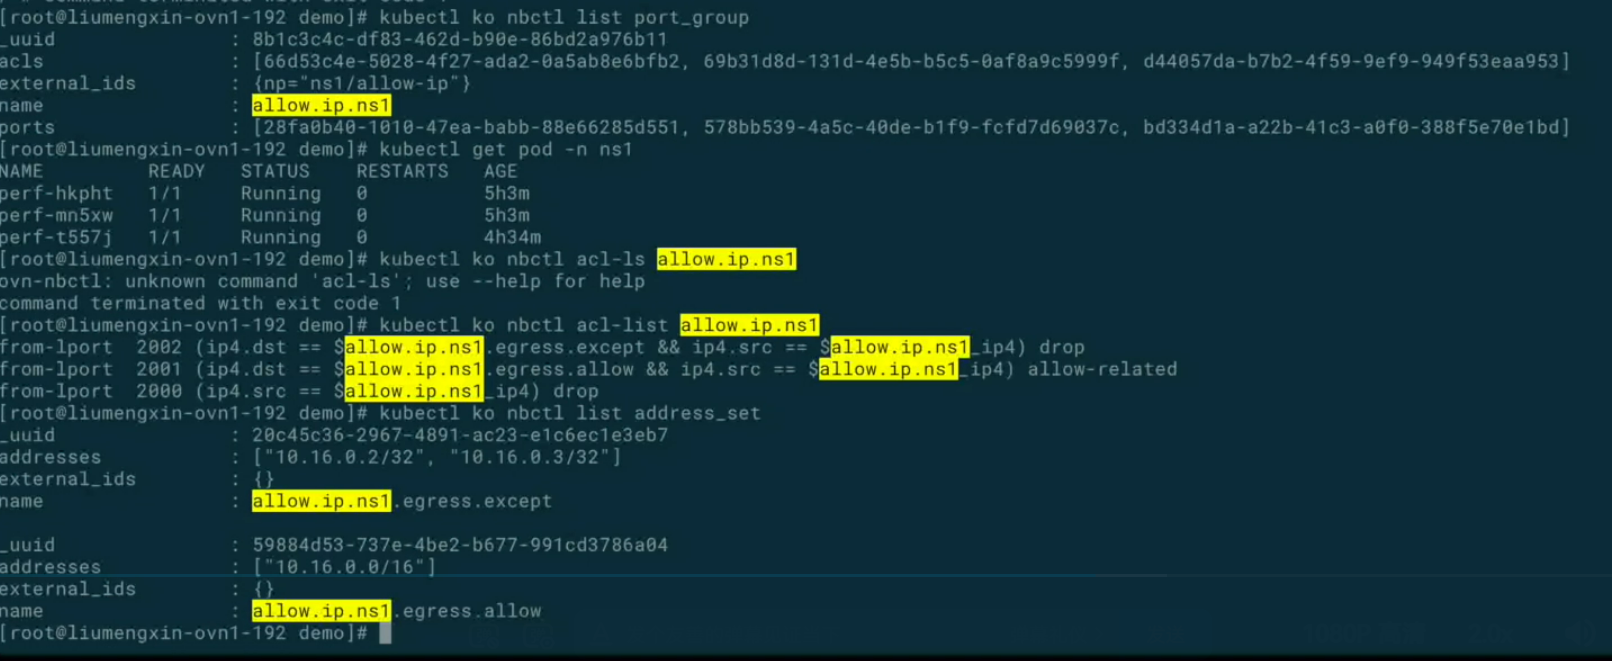 [root@liumengxin-ovn1-192 demo]# kubectl ko nbctl list port_group
_uuid : 8b1c3c4c-df83-462d-b90e-86bd2a976b11
acls : [66d53c4e-5028-4f27-ada2-0a5ab8e6bfb2, 69b31d8d-131d-4e5b-b5c5-0af8a9c5999f, d44057da-b7b2-4f59-9ef9-949f53eaa953]
external_ids : {np="ns1/allow-ip"}
name : allow.ip.ns1
ports : [28fa0b40-1010-47ea-babb-88e66285d551, 578bb539-4a5c-40de-b1f9-fcfd7d69037c, bd334d1a-a22b-41c3-a0f0-388f5e70e1bd]
[root@liumengxin-ovn1-192 demo]# kubectl get pod -n ns1
NAME READY STATUS RESTARTS AGE
perf-hkpht 1/1 Running 0 5h3m
perf-mn5xw 1/1 Running 0 5h3m
perf-t557j 1/1 Running 0 4h34m
[root@liumengxin-ovn1-192 demo]# kubectl ko nbctl acl-ls allow.ip.ns1
ovn-nbctl: unknown command 'acl-ls'; use --help for help
command terminated with exit code 1
[root@liumengxin-ovn1-192 demo]# kubectl ko nbctl acl-list allow.ip.ns1
from-lport 2002 (ip4.dst == $allow.ip.ns1.egress.except && ip4.src == $allow.ip.ns1_ip4) drop
from-lport 2001 (ip4.dst == $allow.ip.ns1.egress.allow && ip4.src == $allow.ip.ns1_ip4) allow-related
from-lport 2000 (ip4.src == $allow.ip.ns1_ip4) drop
[root@liumengxin-ovn1-192 demo]# kubectl ko nbctl list address_set
_uuid : 20c45c36-2967-4891-ac23-e1c6ec1e3eb7
addresses : ["10.16.0.2/32", "10.16.0.3/32"]
external_ids : {}
name : allow.ip.ns1.egress.except
_uuid : 59884d53-737e-4be2-b677-991cd3786a04
addresses : ["10.16.0.0/16"]
external_ids : {}
name : allow.ip.ns1.egress.allow
[root@liumengxin-ovn1-192 demo]#